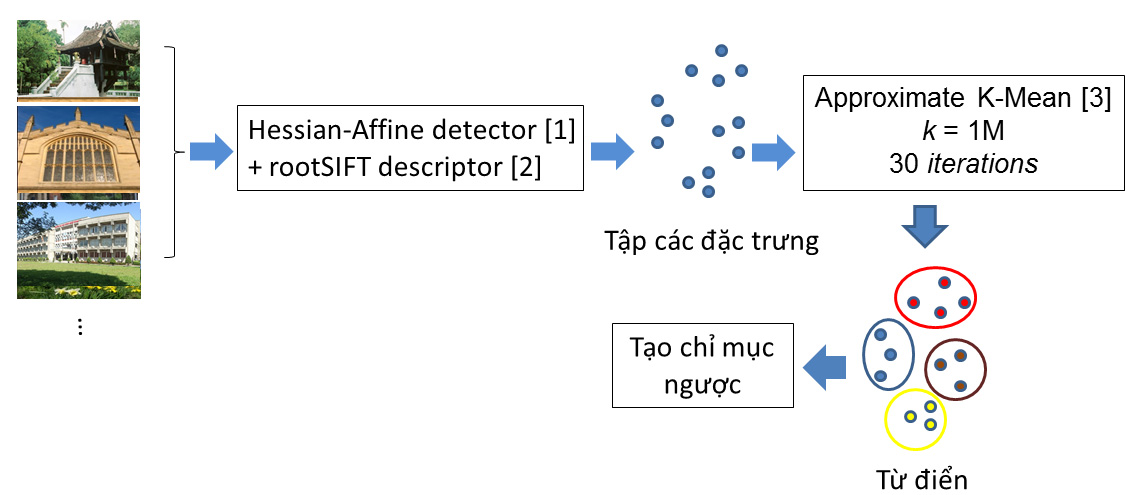 Hessian-Affine detector [1]
+ rootSIFT descriptor [2]
Tập các đặc trưng
Approximate K-Mean [3]
k = 1M
30 iterations
Từ điển
Tạo chỉ mục
ngược
...